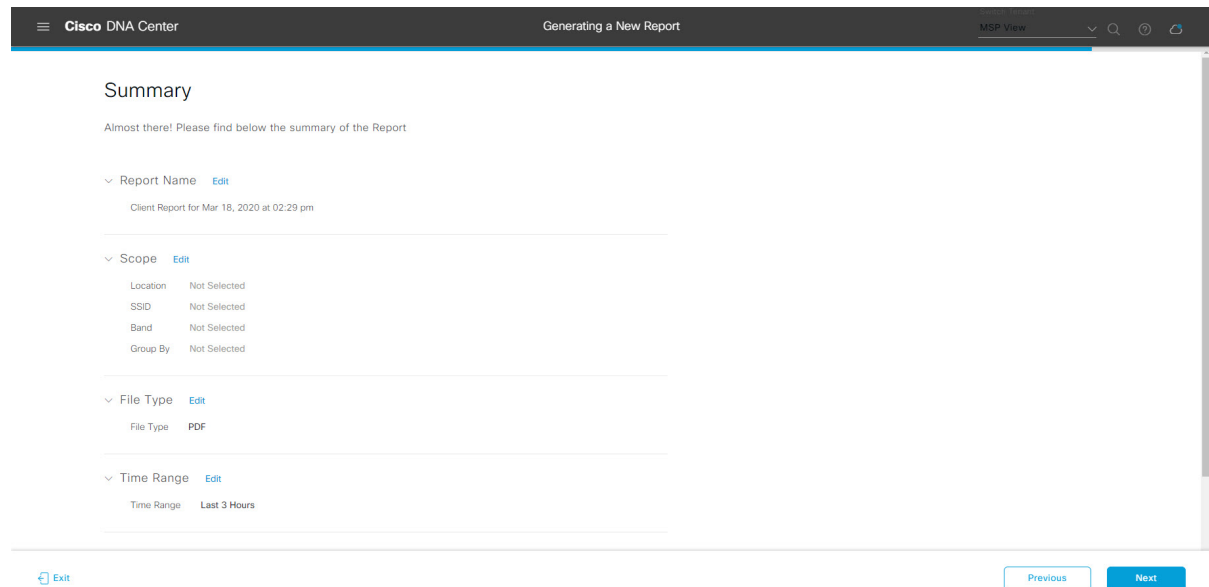 Cisco DNA Center
Generating a New Report
MSP View
Summary
Almost there! Please find below the summary of the Report
Report Name Edit
Client Report for Mar 18, 2020 at 02:29 pm
Scope Edit
Location Not Selected
SSID Not Selected
Band Not Selected
Group By Not Selected
File Type Edit
File Type PDF
Time Range Edit
Time Range Last 3 Hours
Exit
Previous
Next